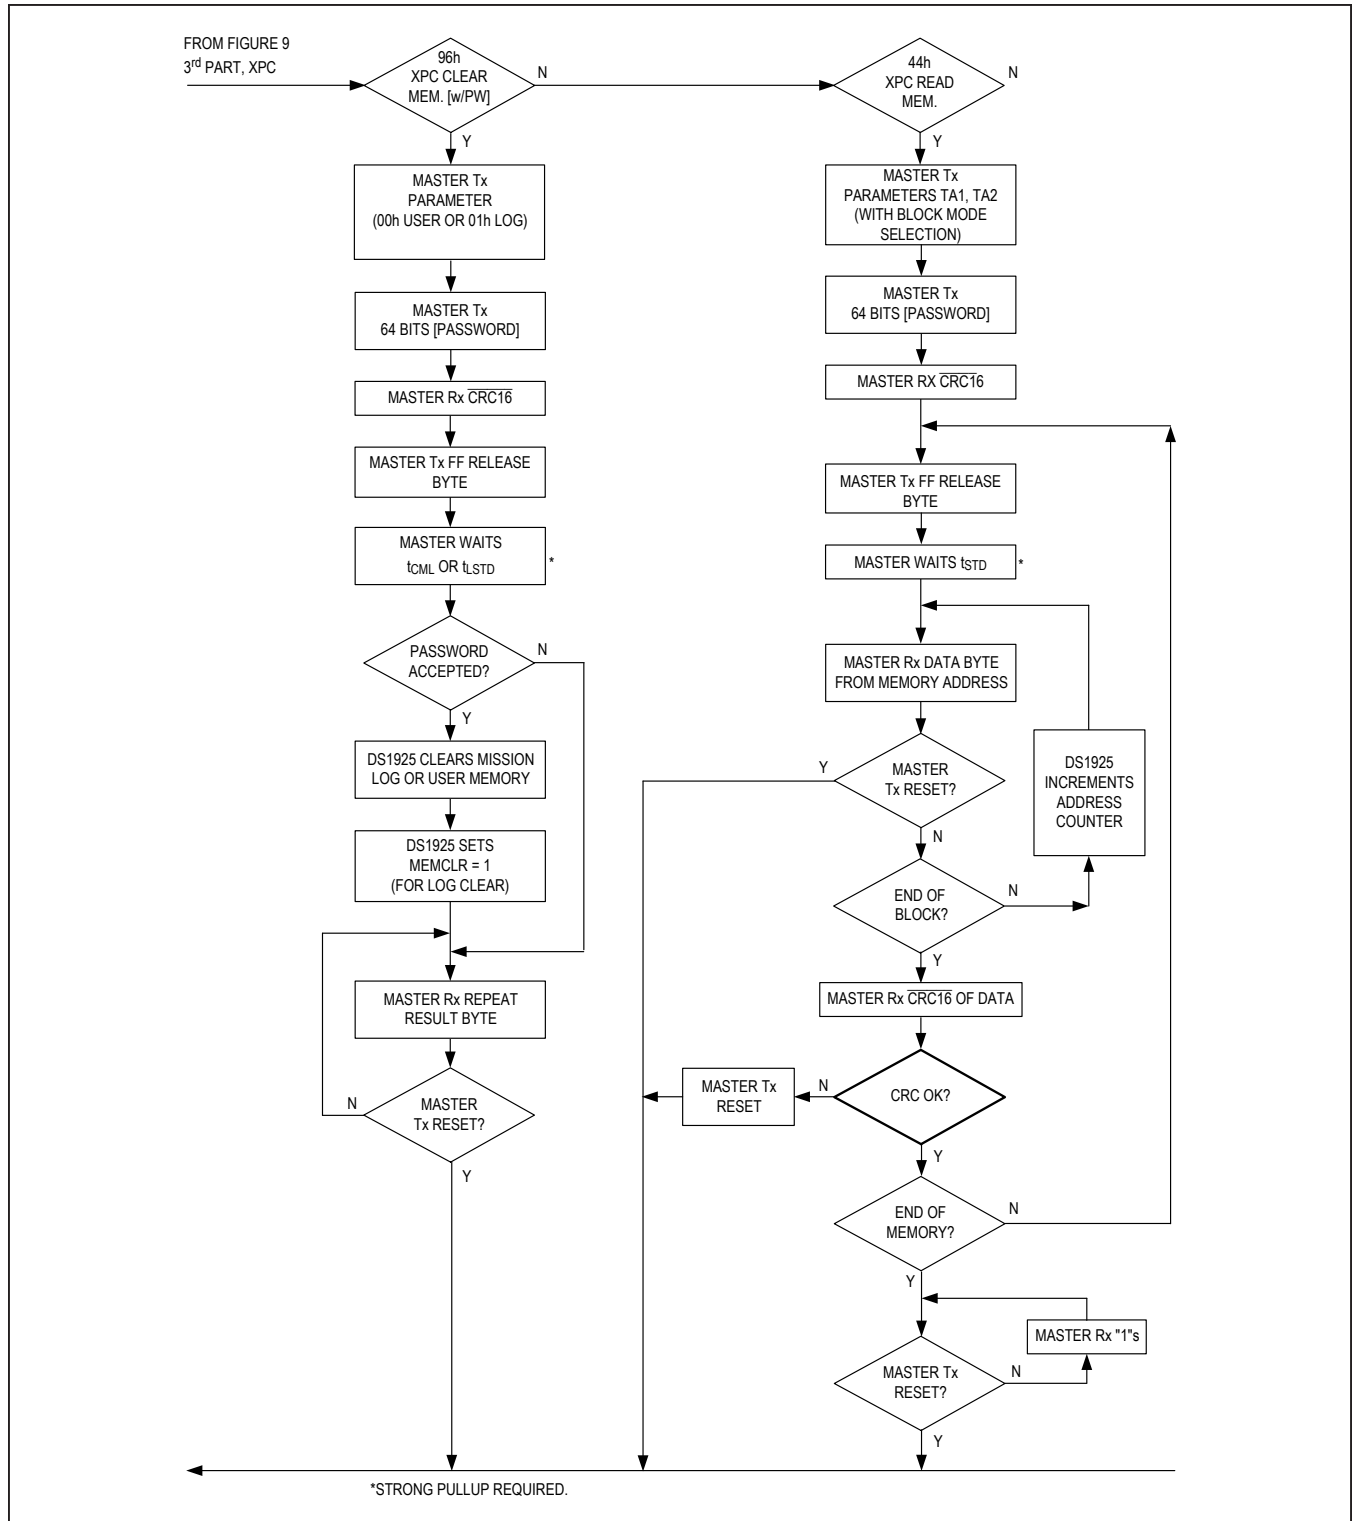 FROM FIGURE 9
3rd PART, XPC
96h
XPC CLEAR
MEM. [w/PW]
N
Y
MASTER Tx
PARAMETER
(00h USER OR 01h LOG)
MASTER Tx
64 BITS [PASSWORD]
MASTER Rx CRC16
MASTER Tx FF RELEASE
BYTE
MASTER WAITS
tCML OR tLSTD
*
PASSWORD
ACCEPTED?
N
Y
DS1925 CLEARS MISSION
LOG OR USER MEMORY
DS1925 SETS
MEMCLR = 1
(FOR LOG CLEAR)
MASTER Rx REPEAT
RESULT BYTE
N
MASTER
Tx RESET?
Y
44h
XPC READ
MEM.
N
Y
MASTER Tx
PARAMETERS TA1, TA2
(WITH BLOCK MODE
SELECTION)
MASTER Tx
64 BITS [PASSWORD]
MASTER RX CRC16
MASTER Tx FF RELEASE
BYTE
MASTER WAITS tSTD
*
MASTER Rx DATA BYTE
FROM MEMORY ADDRESS
Y
MASTER
Tx RESET?
N
DS1925
INCREMENTS
ADDRESS
COUNTER
END OF
BLOCK?
N
Y
MASTER Rx CRC16 OF DATA
MASTER Tx
RESET
N
CRC OK?
Y
END OF
MEMORY?
N
Y
MASTER Rx "1"s
MASTER Tx
RESET?
N
Y
*STRONG PULLUP REQUIRED.